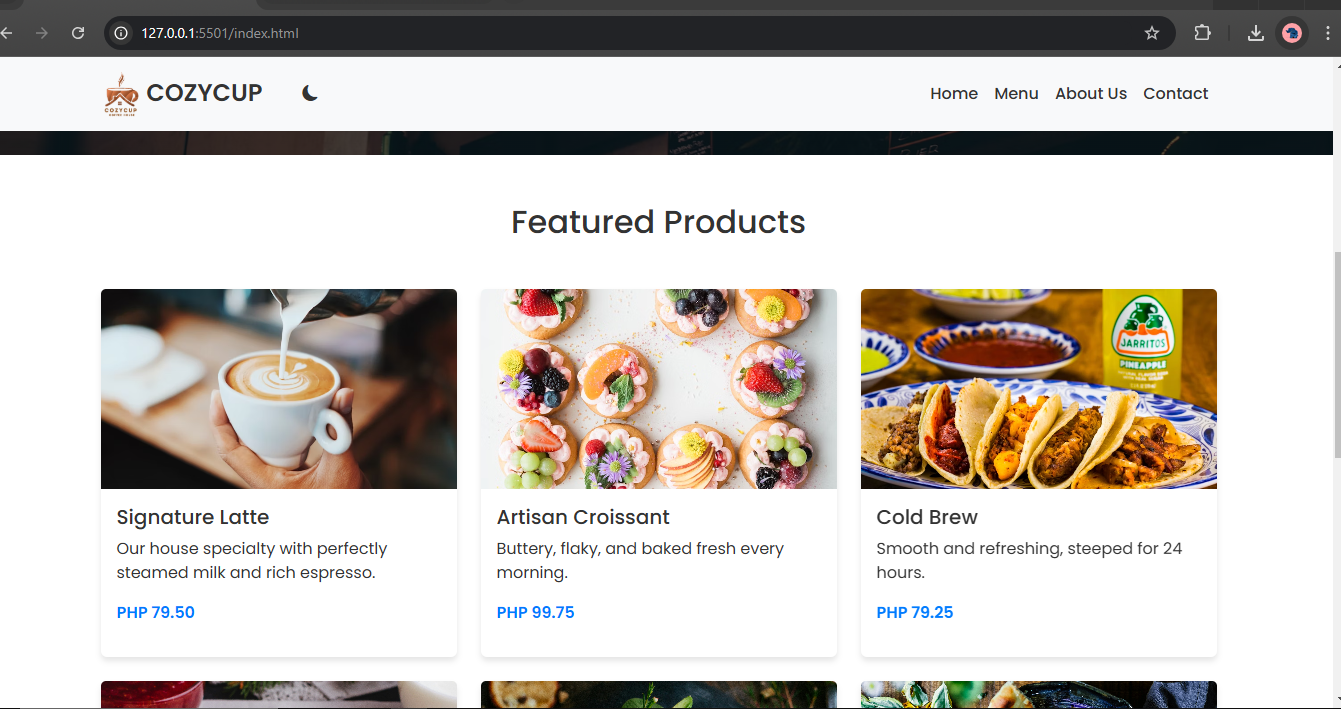 127.0.0.1:5501/index.html
COZYCUP
COZYCUP
Home Menu About Us Contact
Featured Products
JARRITOS
PINEAPPLE
Signature Latte
Our house specialty with perfectly
steamed milk and rich espresso.
PHP 79.50
Artisan Croissant
Buttery, flaky, and baked fresh every
morning.
PHP 99.75
Cold Brew
Smooth and refreshing, steeped for 24
hours.
PHP 79.25